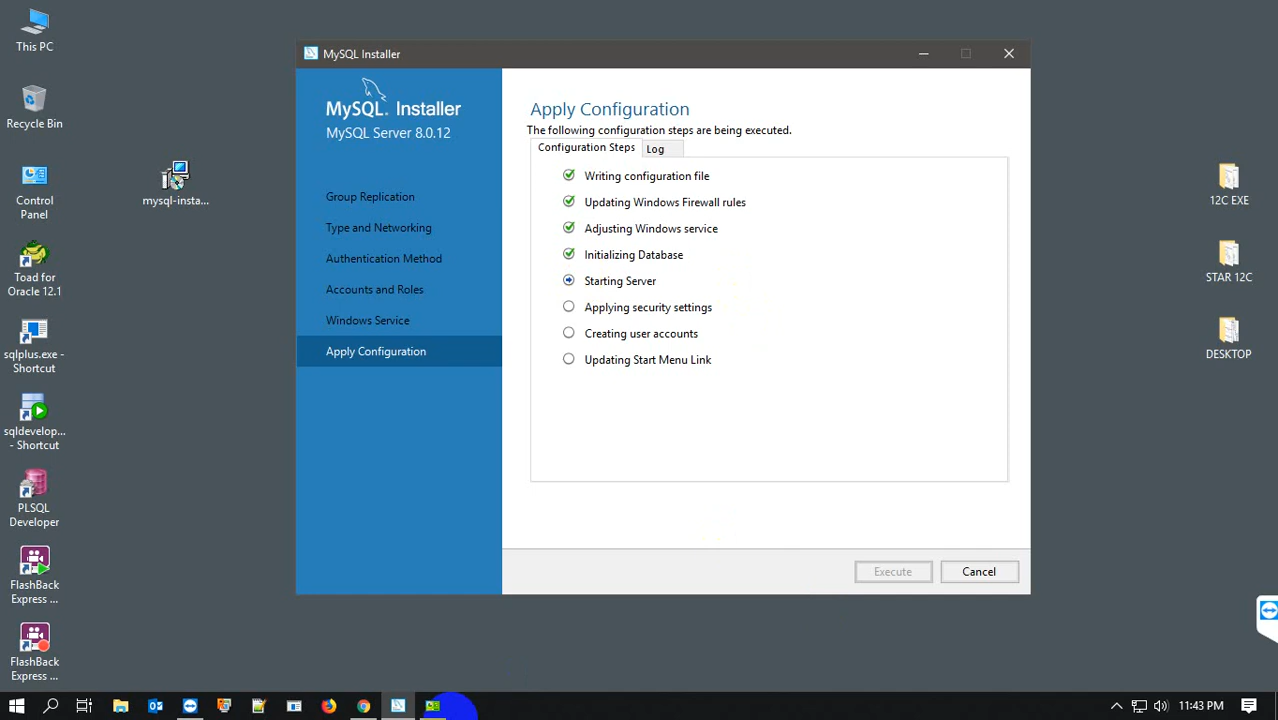 This PC
Recycle Bin
Control
Panel
Toad for
Oracle 12.1
sqlplus.exe -
Shortcut
sqldevelop...
- Shortcut
PLSQL
Developer
FlashBack
Express ...
FlashBack
Express ...
mysql-insta...
MySQL Installer
MySQL. Installer
MySQL Server 8.0.12
Group Replication
Type and Networking
Authentication Method
Accounts and Roles
Windows Service
Apply Configuration
Apply Configuration
The following configuration steps are being executed.
Configuration Steps
Log
Writing configuration file
Updating Windows Firewall rules
Adjusting Windows service
Initializing Database
Starting Server
Applying security settings
Creating user accounts
Updating Start Menu Link
Execute
Cancel
12C EXE
STAR 12C
DESKTOP
11:43 PM